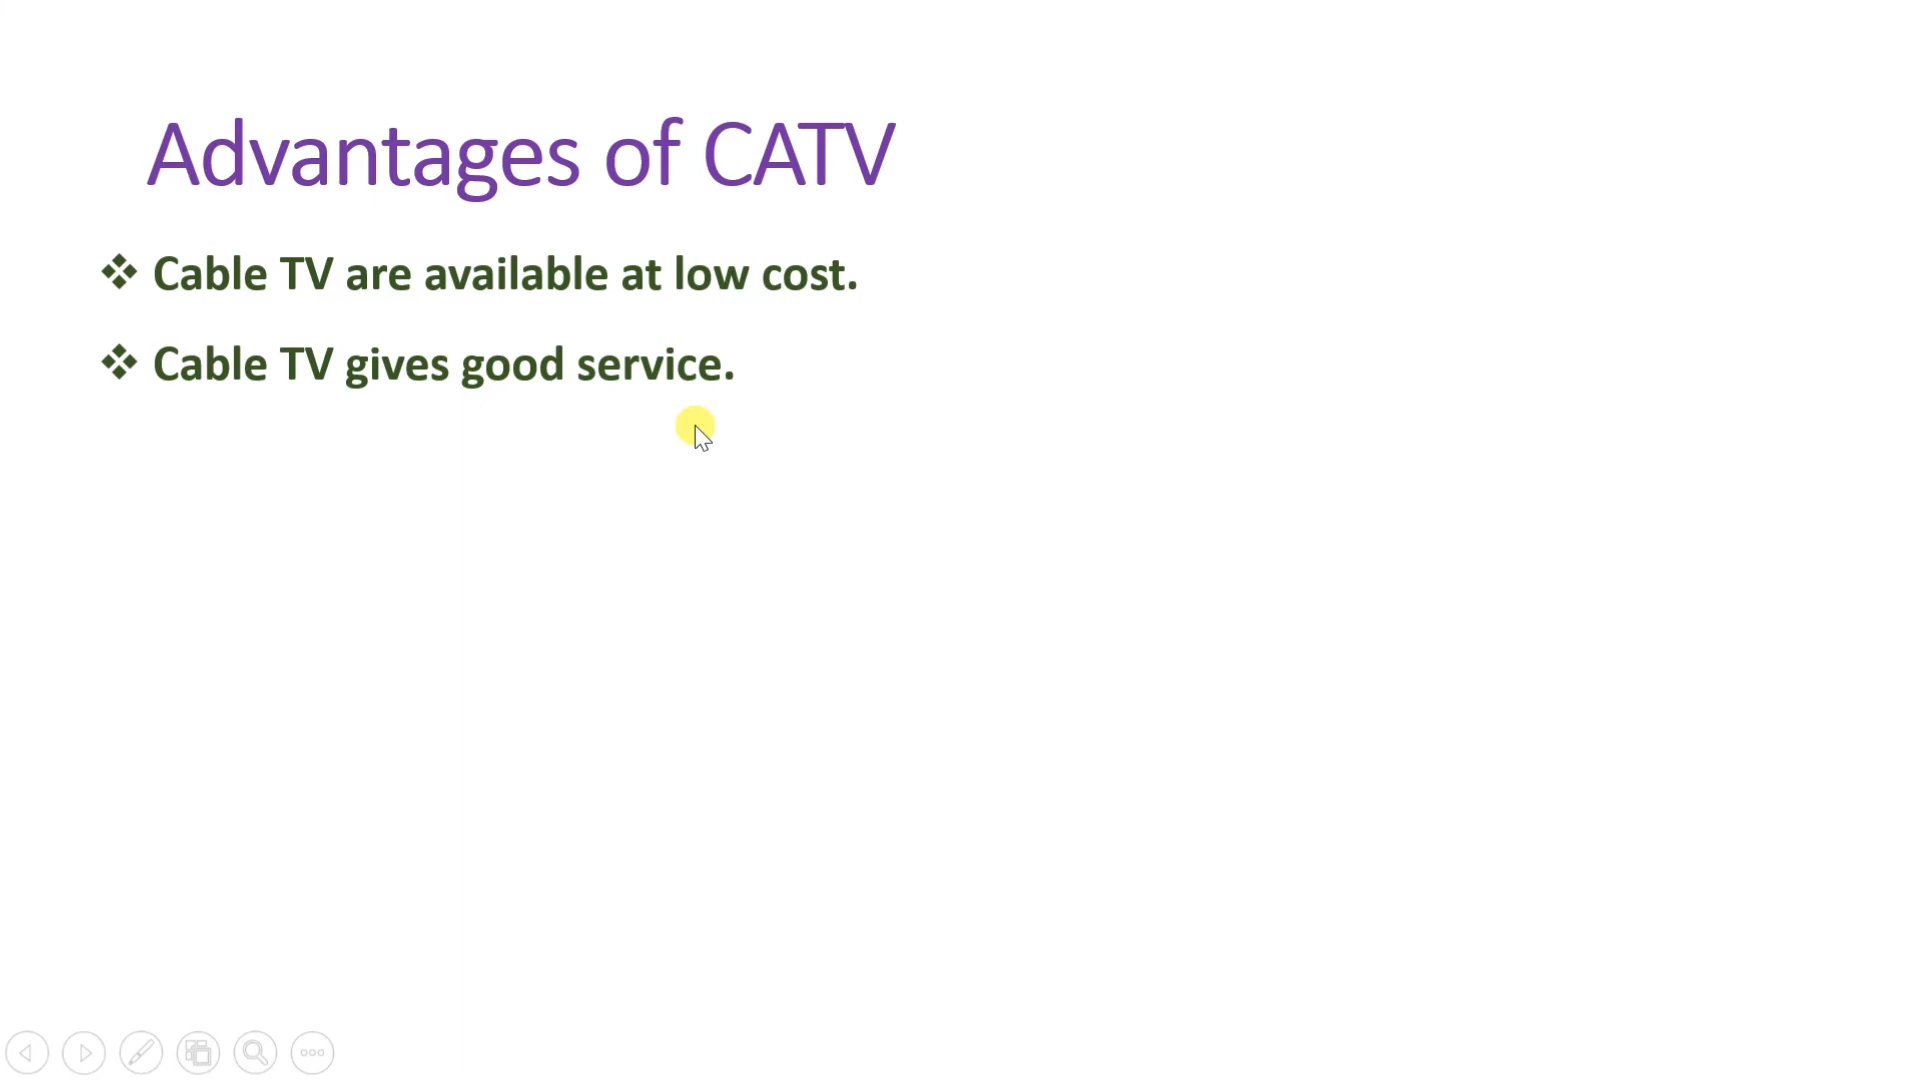 Advantages of CATV
Cable TV are available at low cost.
Cable TV gives good service.